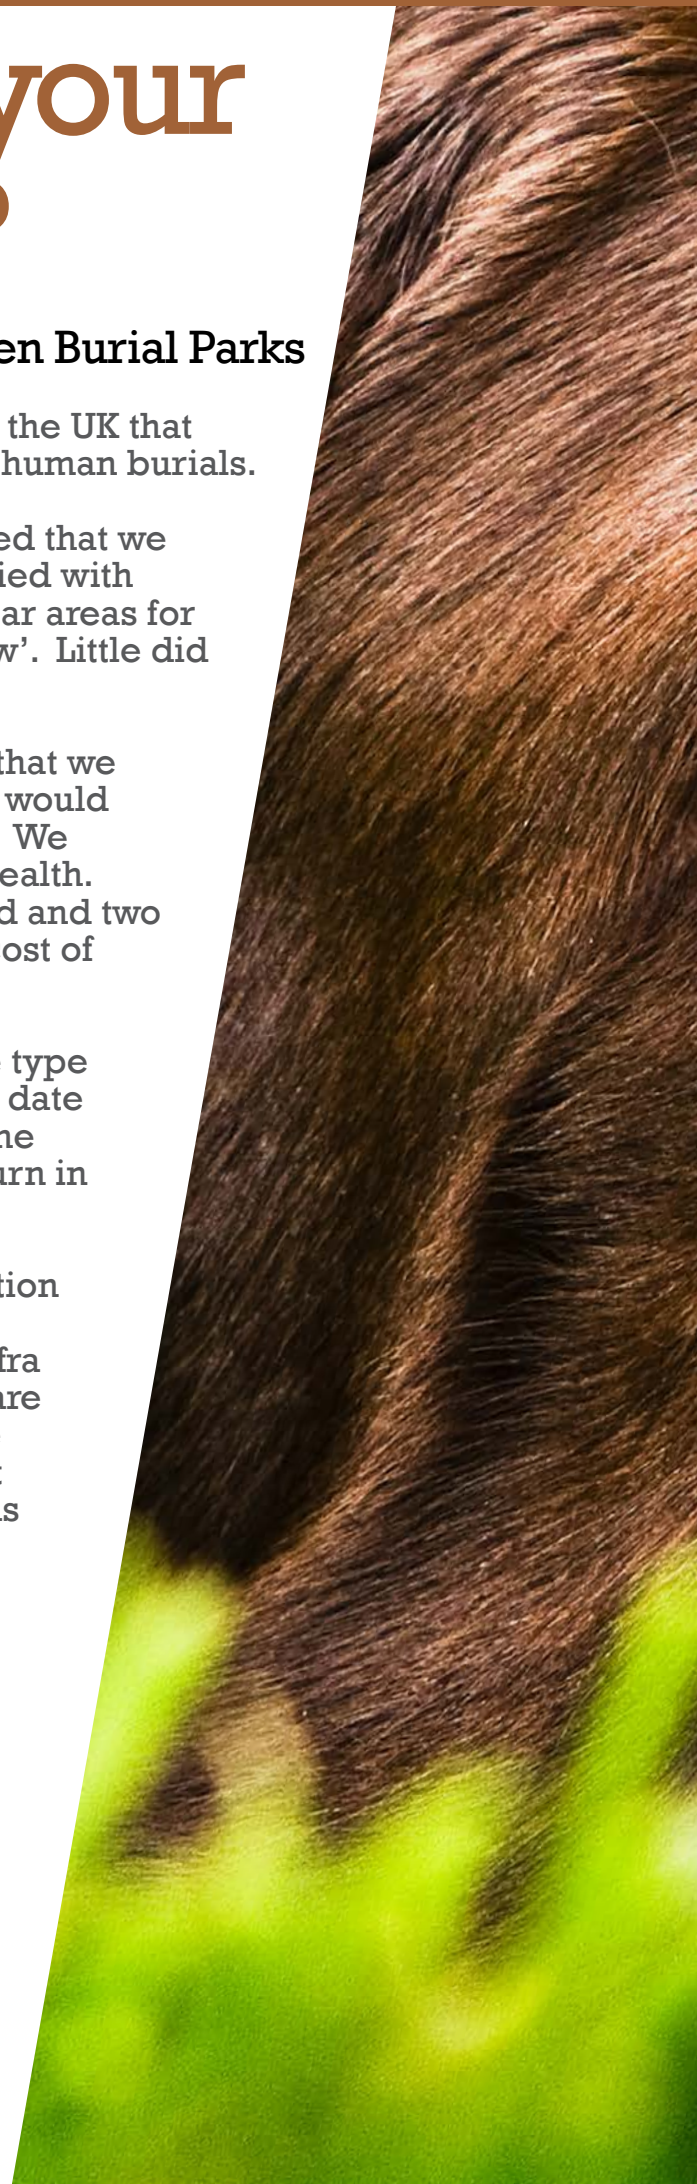 your
?
en Burial Parks
the UK that
human burials.
ed that we
ied with
ar areas for
w’. Little did
that we
would
We
ealth.
d and two
ost of
type
date
ne
urn in
tion
fra
are
is